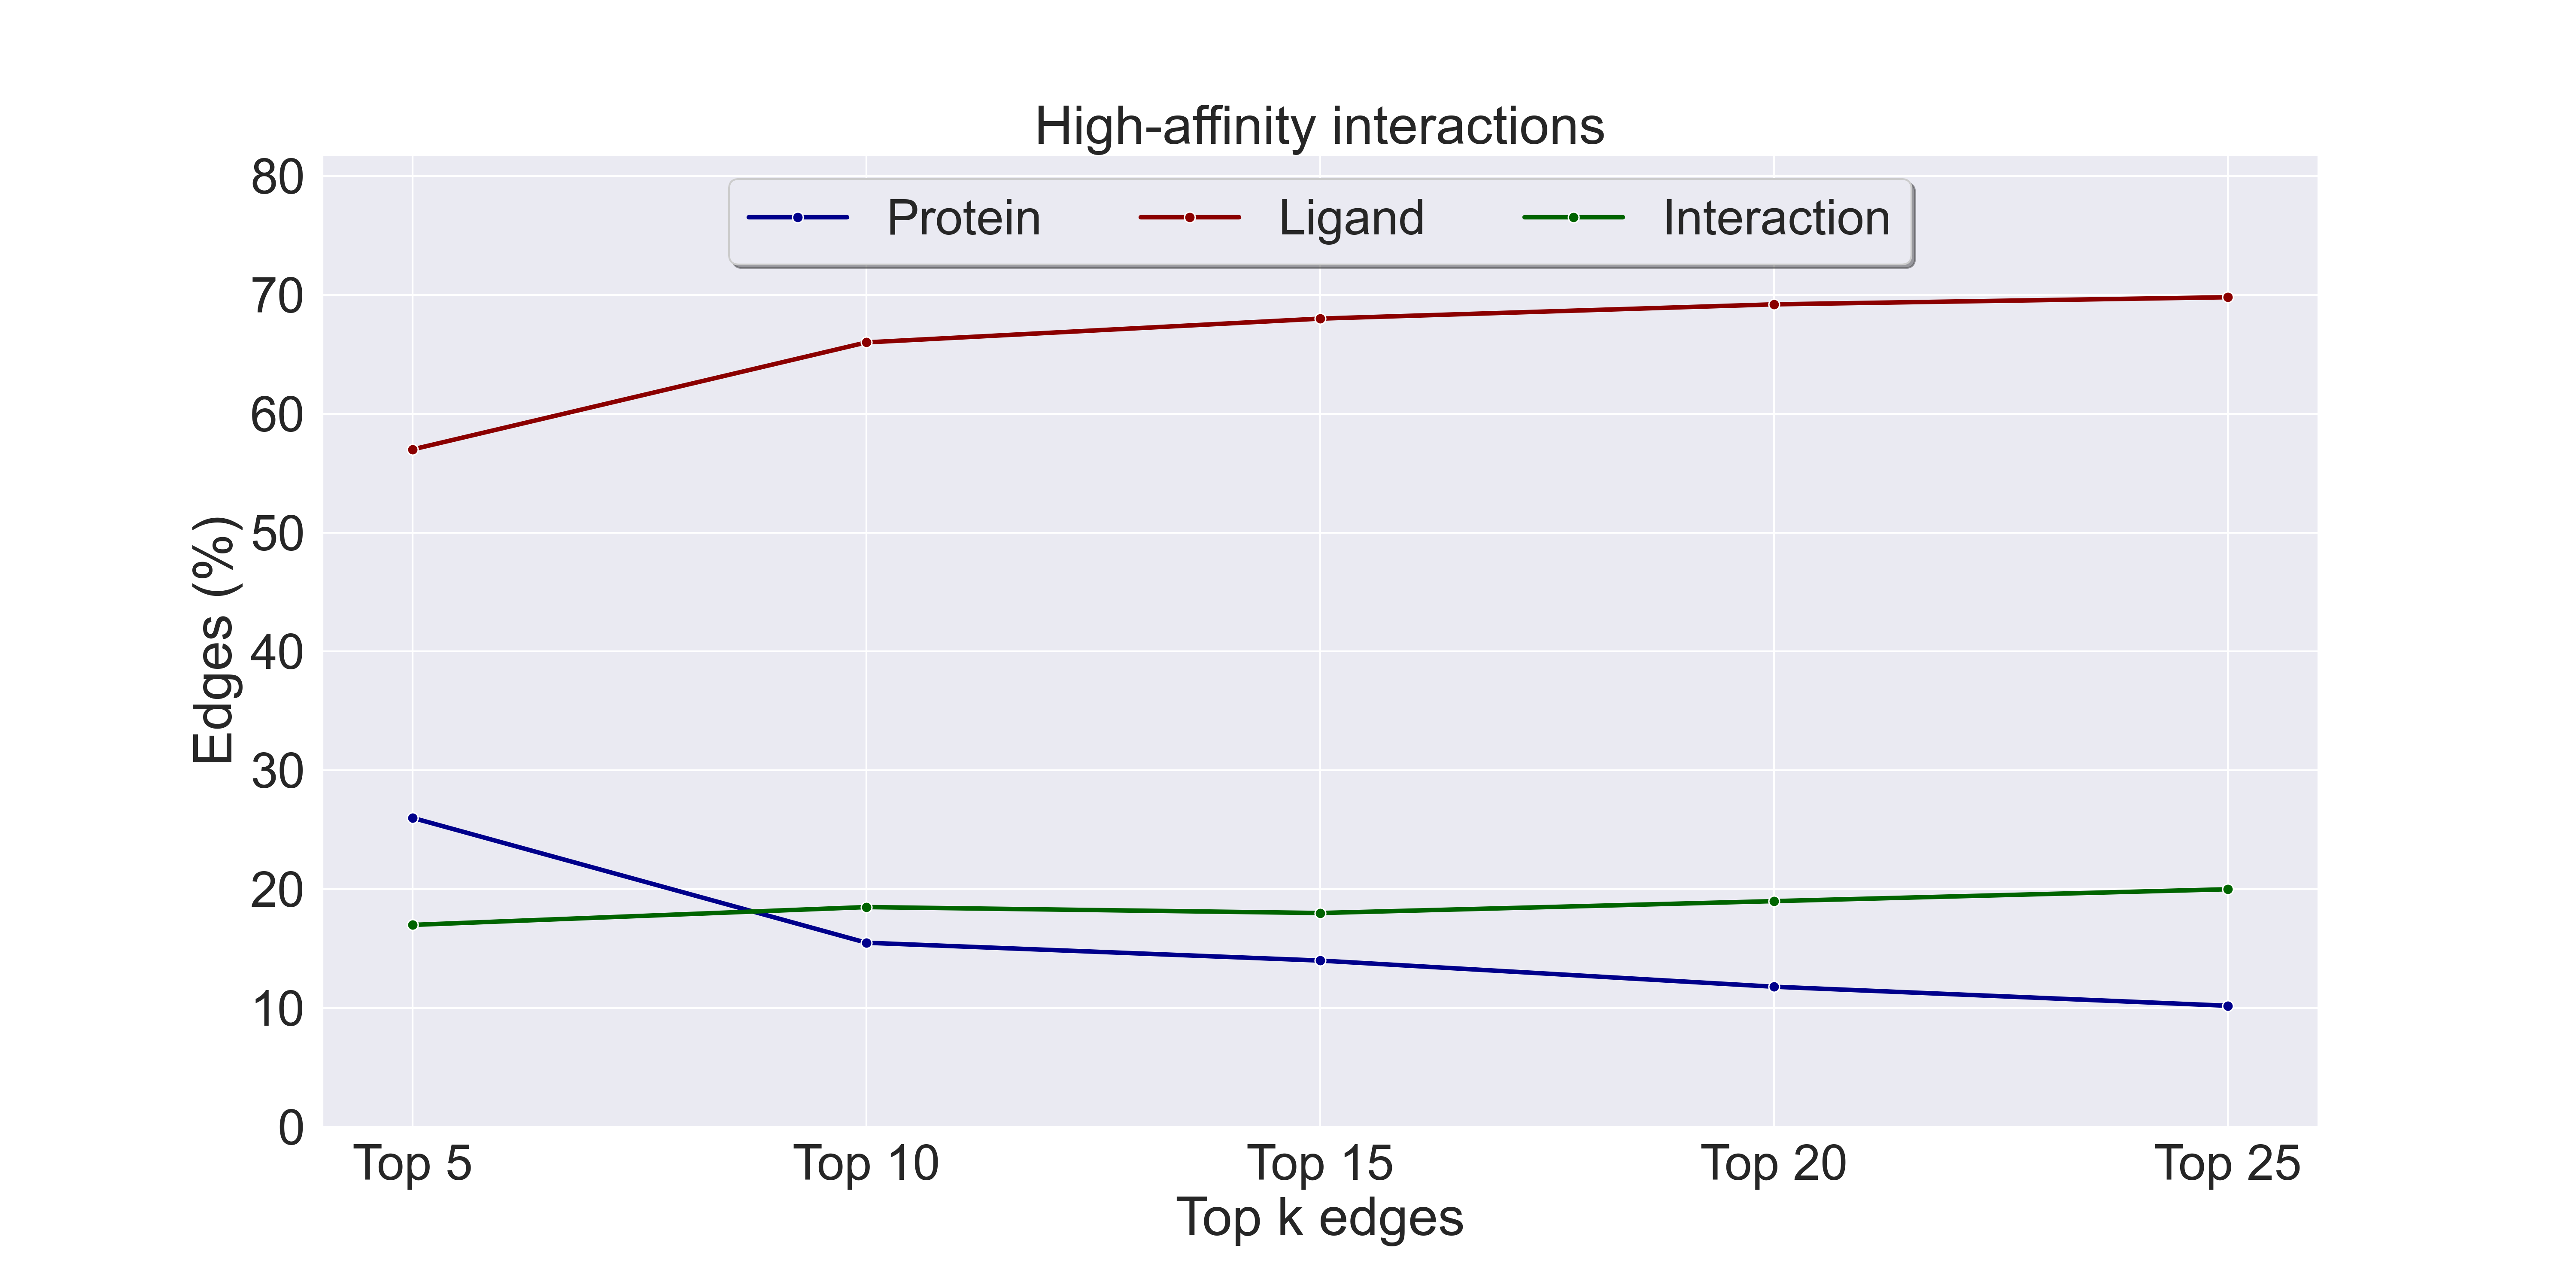 High-affinity interactions
Protein Ligand Interaction
Edges (%)
80
70
60
50
40
30
20
10
0
Top 5 Top 10 Top 15 Top 20 Top 25
Top k edges